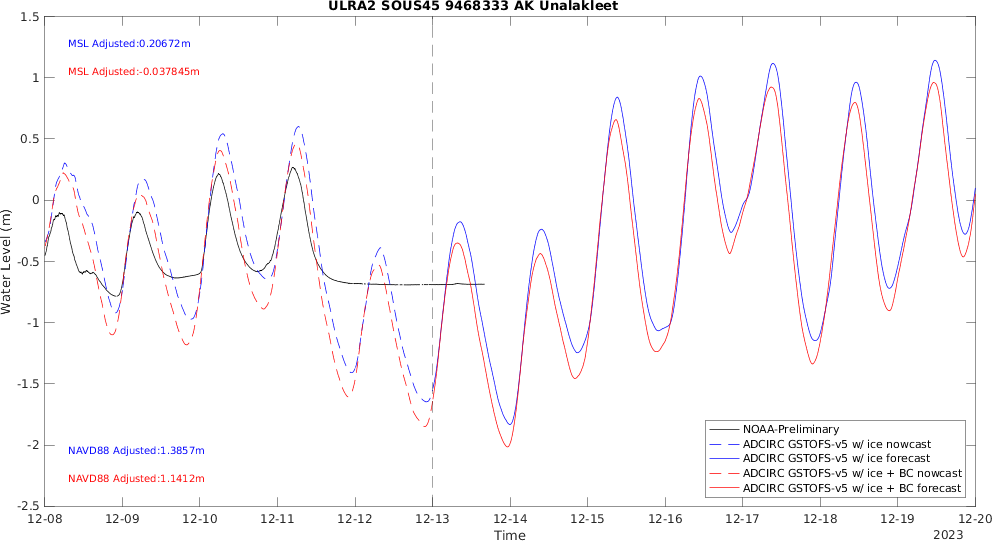 ULRA2 SOUS45 9468333 AK Unalakleet
MSL Adjusted:0.20672m
MSL Adjusted:-0.037845m
NAVD88 Adjusted:1.3857m
NAVD88 Adjusted:1.1412m
Water Level (m)
1.5
1
0.5
0
-0.5
-1
-1.5
-2
-2.5
NOAA-Preliminary
ADCIRC GSTOFS-v5 w/ ice nowcast
ADCIRC GSTOFS-v5 w/ ice forecast
ADCIRC GSTOFS-v5 w/ ice + BC nowcast
ADCIRC GSTOFS-v5 w/ ice + BC forecast
12-08 12-09 12-10 12-11 12-12 12-13 12-14 12-15 12-16 12-17 12-18 12-19 12-20
Time
2023